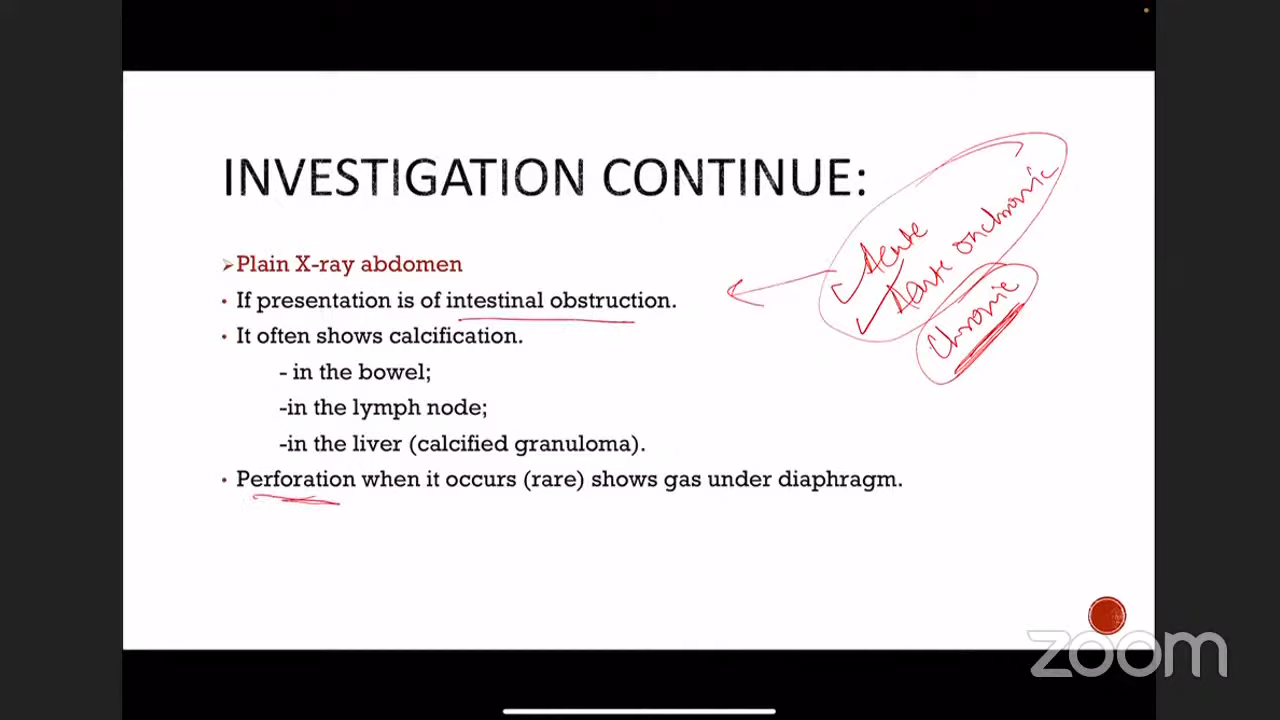 INVESTIGATION CONTINUE:
➢Plain X-ray abdomen
• If presentation is of intestinal obstruction.
• It often shows calcification.
- in the bowel;
-in the lymph node;
-in the liver (calcified granuloma).
• Perforation when it occurs (rare) shows gas under diaphragm.
Acute
Acute onchronic
Chronic
zoom